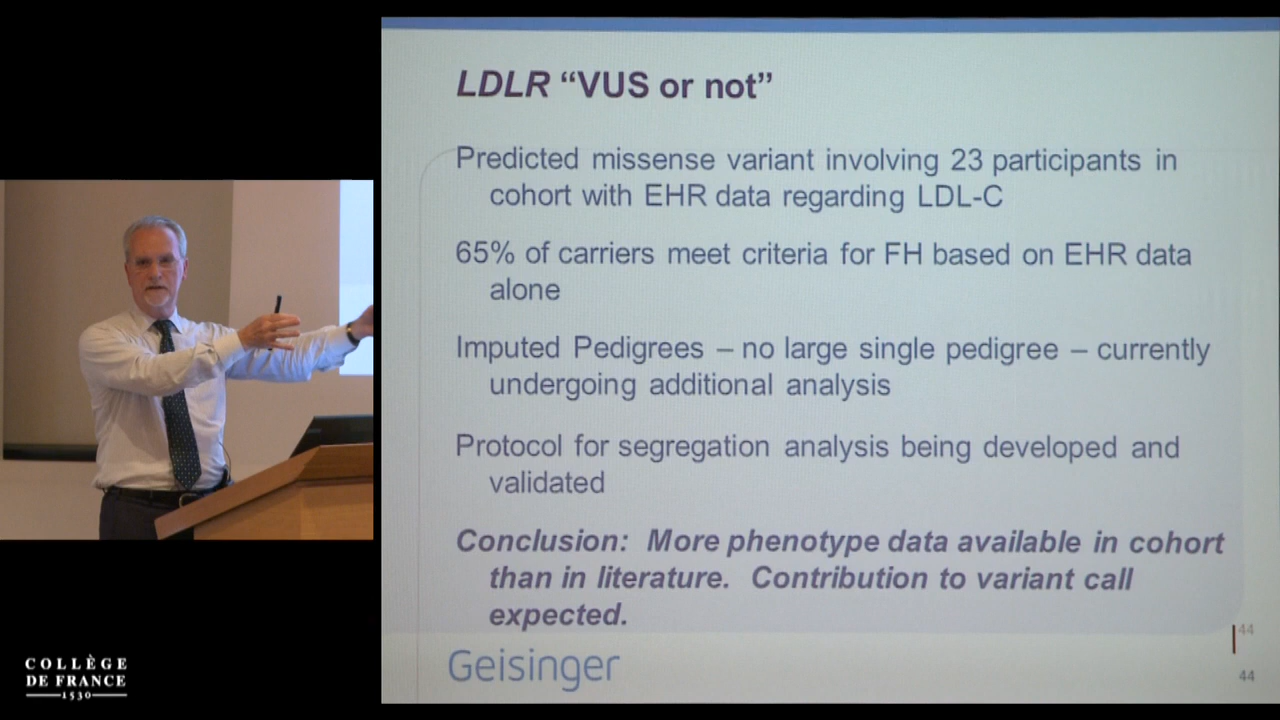 LDLR “VUS or not”
Predicted missense variant involving 23 participants in
cohort with EHR data regarding LDL-C
65% of carriers meet criteria for FH based on EHR data
alone
Imputed Pedigrees – no large single pedigree – currently
undergoing additional analysis
Protocol for segregation analysis being developed and
validated
Conclusion: More phenotype data available in cohort
than in literature. Contribution to variant call
expected.
Geisinger
44
44
COLLÈGE
DE FRANCE
1530